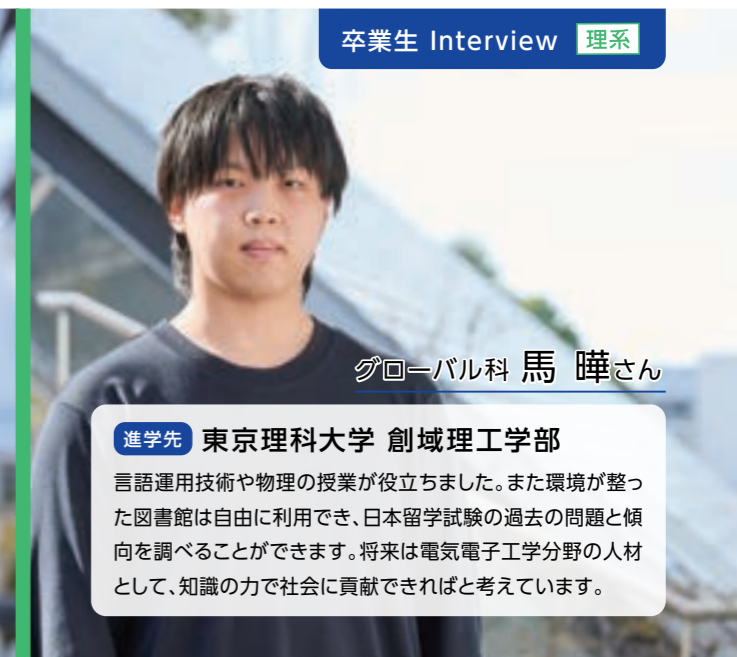 卒業生 Interview 理系
グローバル科 馬 曄さん
進学先 東京理科大学 創域理工学部
言語運用技術や物理の授業が役立ちました。また環境が整っ
た図書館は自由に利用でき、日本留学試験の過去の問題と傾
向を調べることができます。将来は電気電子工学分野の人材
として、知識の力で社会に貢献できればと考えています。